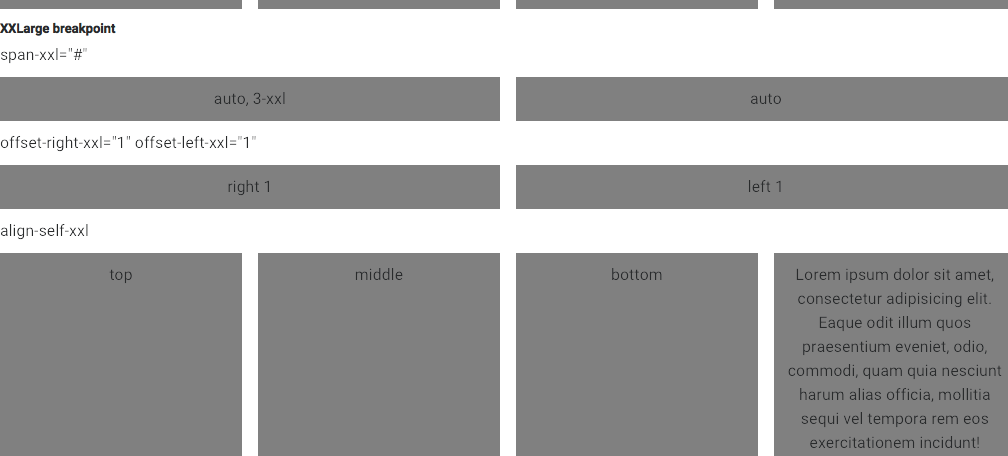 XXLarge breakpoint
span-xxl="#"
auto, 3-xxl
auto
offset-right-xxl="1" offset-left-xxl="1"
right 1
left 1
align-self-xxl
top
middle
bottom
Lorem ipsum dolor sit amet,
consectetur adipisicing elit.
Eaque odit illum quos
praesentium eveniet, odio,
commodi, quam quia nesciunt
harum alias officia, mollitia
sequi vel tempora rem eos
exercitationem incidunt!